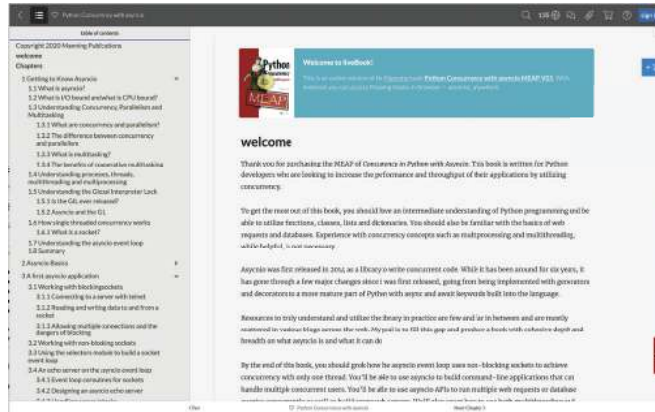 Python Concurrency with asyncio
table of contents
Copyright 2020 Manning Publications
welcome
Chapters
1 Getting to Know Asyncio
1.1 What is asyncio?
1.2 What is I/O bound and what is CPU bound?
1.3 Understanding Concurrency, Parallelism and
Multitasking
1.3.1 What are concurrency and parallelism?
1.3.2 The difference between concurrency
and parallelism
1.3.3 What is multitasking?
1.3.4 The benefits of cooperative multitasking
1.4 Understanding processes, threads,
multithreading and multiprocessing
1.5 Understanding the Global Interpreter Lock
1.5.1 Is the GIL ever released?
1.5.2 Asyncio and the GIL
1.6 How single threaded concurrency works
1.6.1 What is a socket?
1.7 Understanding the asyncio event loop
1.8 Summary
2 Asyncio Basics
3 A first asyncio application
3.1 Working with blocking sockets
3.1.1 Connecting to a server with telnet
3.1.2 Reading and writing data to and from a
socket
3.1.3 Allowing multiple connections and the
dangers of blocking
3.2 Working with non-blocking sockets
3.3 Using the selectors module to build a socket
event loop
3.4 An echo server on the asyncio event loop
3.4.1 Event loop coroutines for sockets
3.4.2 Designing an asyncio echo server
Python
MEAP
Welcome to liveBook!
Python Concurrency with asyncio MEAP V03
welcome
Thank you for purchasing the MEAP of Concurrency in Python with Asyncio. This book is written for Python
developers who are looking to increase the performance and throughput of their applications by utilizing
concurrency.
To get the most out of this book, you should have an intermediate understanding of Python programming and be
able to utilize functions, classes, lists and dictionaries. You should also be familiar with the basics of web
requests and databases. Experience with concurrency concepts such as multiprocessing and multithreading,
while helpful, is not necessary.
Asyncio was first released in 2014, as a library to write concurrent code. While it has been around for six years, it
has gone through a few major changes since i was first released, going from being implemented with generators
and decorators to a more mature part of Python with async and await keywords built into the language.
Resources to truly understand and utilize the library in practice are few and far in between and are mostly
scattered in various blogs across the web. My goal is to fill this gap and produce a book with cohesive depth and
breadth on what asyncio is and what it can do
By the end of this book, you should grok how he asyncio event loop uses non-blocking sockets to achieve
concurrency with only one thread. You'll be able to use asyncio to build command-line applications that can
handle multiple concurrent users. You'll be able to use asyncio APIs to run multiple web requests or database
Python Concurrency with asyncio
Next Chapter